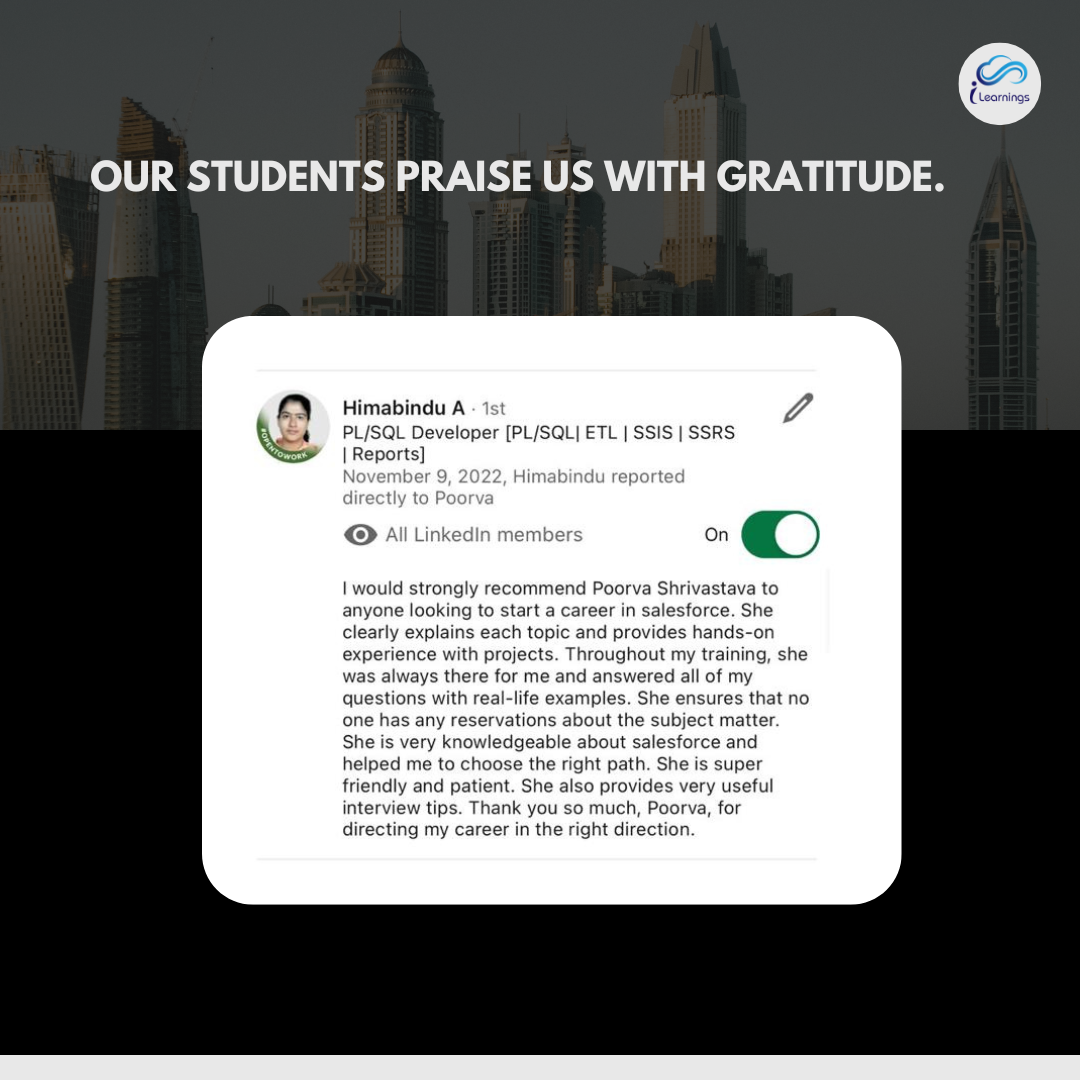 i Learnings
OUR STUDENTS PRAISE US WITH GRATITUDE.
Himabindu A · 1st
PL/SQL Developer [PL/SQL| ETL | SSIS | SSRS
| Reports]
November 9, 2022, Himabindu reported
directly to Poorva
#OPENTOWORK
All LinkedIn members
On
I would strongly recommend Poorva Shrivastava to
anyone looking to start a career in salesforce. She
clearly explains each topic and provides hands-on
experience with projects. Throughout my training, she
was always there for me and answered all of my
questions with real-life examples. She ensures that no
one has any reservations about the subject matter.
She is very knowledgeable about salesforce and
helped me to choose the right path. She is super
friendly and patient. She also provides very useful
interview tips. Thank you so much, Poorva, for
directing my career in the right direction.